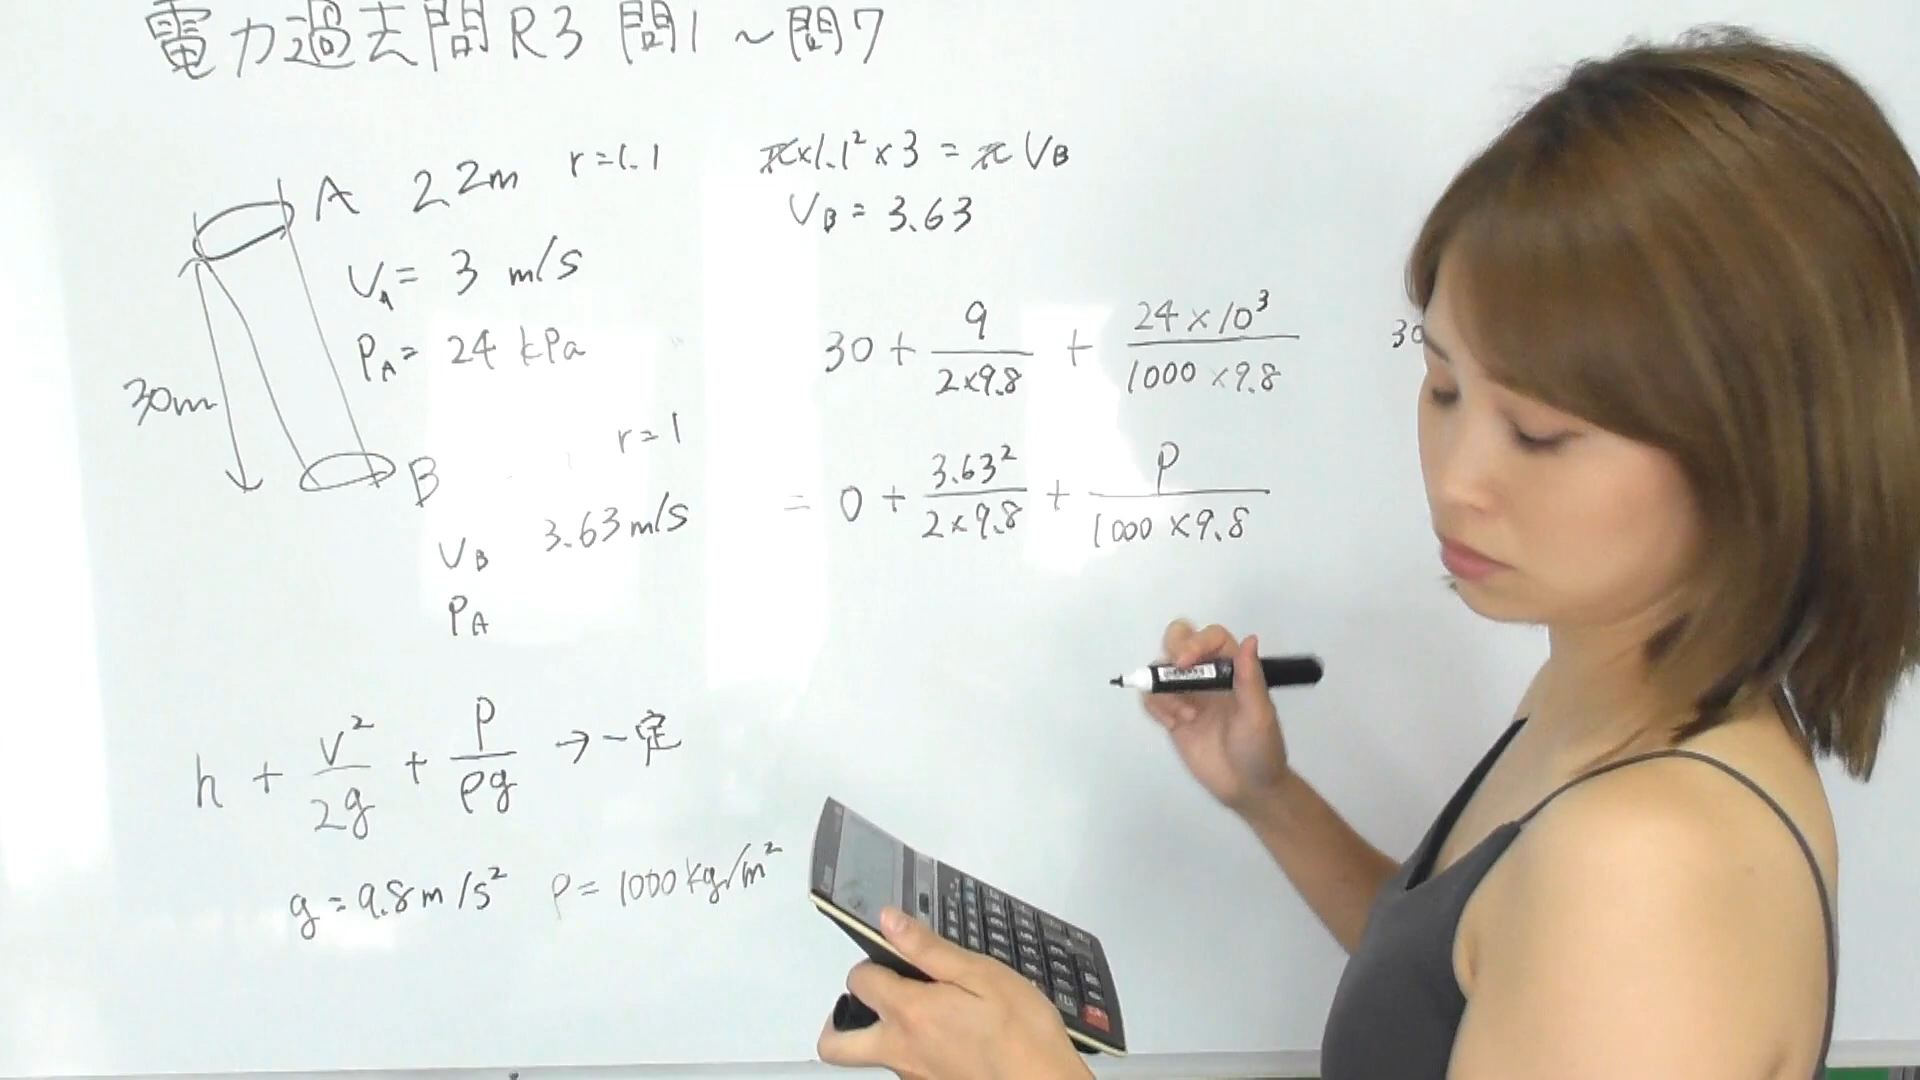 電力過去問R3 問1～問7
A 2.2m r=1.1
V_A= 3 m/s
P_A= 24 kPa
30m
r=1
B
V_B 3.63m/s
P_A
h + v²/2g + P/ρg →一定
g=9.8m/s² ρ=1000kg/m²
π×1.1²×3=πV_B
V_B=3.63
30+ 9/2×9.8 + 24×10³/1000×9.8
= 0+ 3.63²/2×9.8 + P/1000×9.8
30